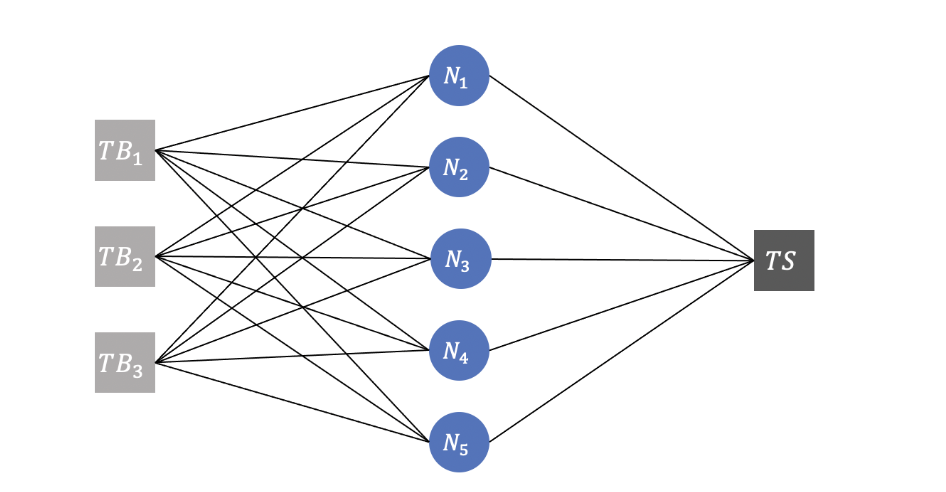 TB₁
TB₂
TB₃
N₁
N₂
N₃
N₄
N₅
TS